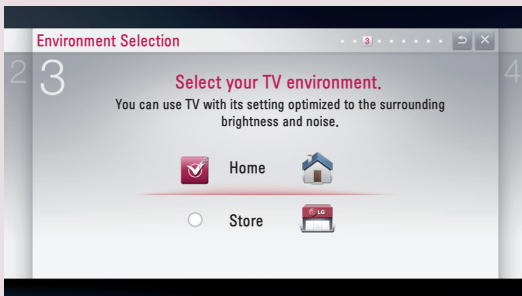 Environment Selection
3
2
3
4
Select your TV environment.
You can use TV with its setting optimized to the surrounding
brightness and noise.
Home
Store
LG